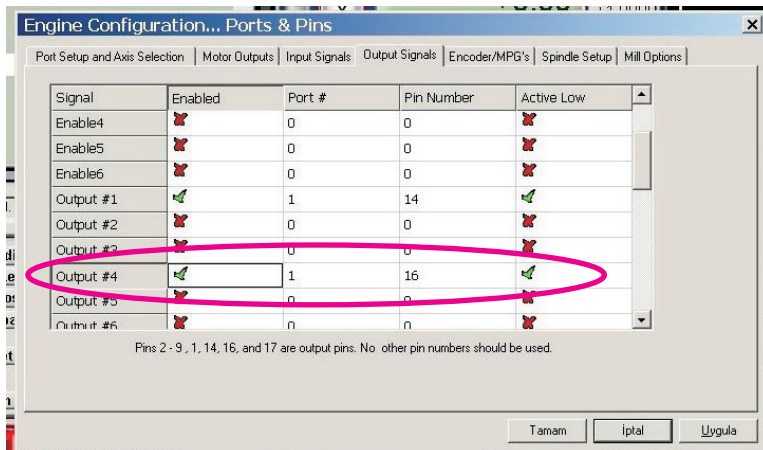 Engine Configuration... Ports & Pins
Port Setup and Axis Selection Motor Outputs Input Signals Output Signals Encoder/MPG's Spindle Setup Mill Options
Signal Enabled Port # Pin Number Active Low
Enable4 0 0
Enable5 0 0
Enable6 0 0
Output #1 1 14
Output #2 0 0
Output #3 0 0
Output #4 1 16
Output #5 0 0
Output #6 0 0
Pins 2 - 9 , 1, 14, 16, and 17 are output pins. No other pin numbers should be used.
Tamam İptal Uygula